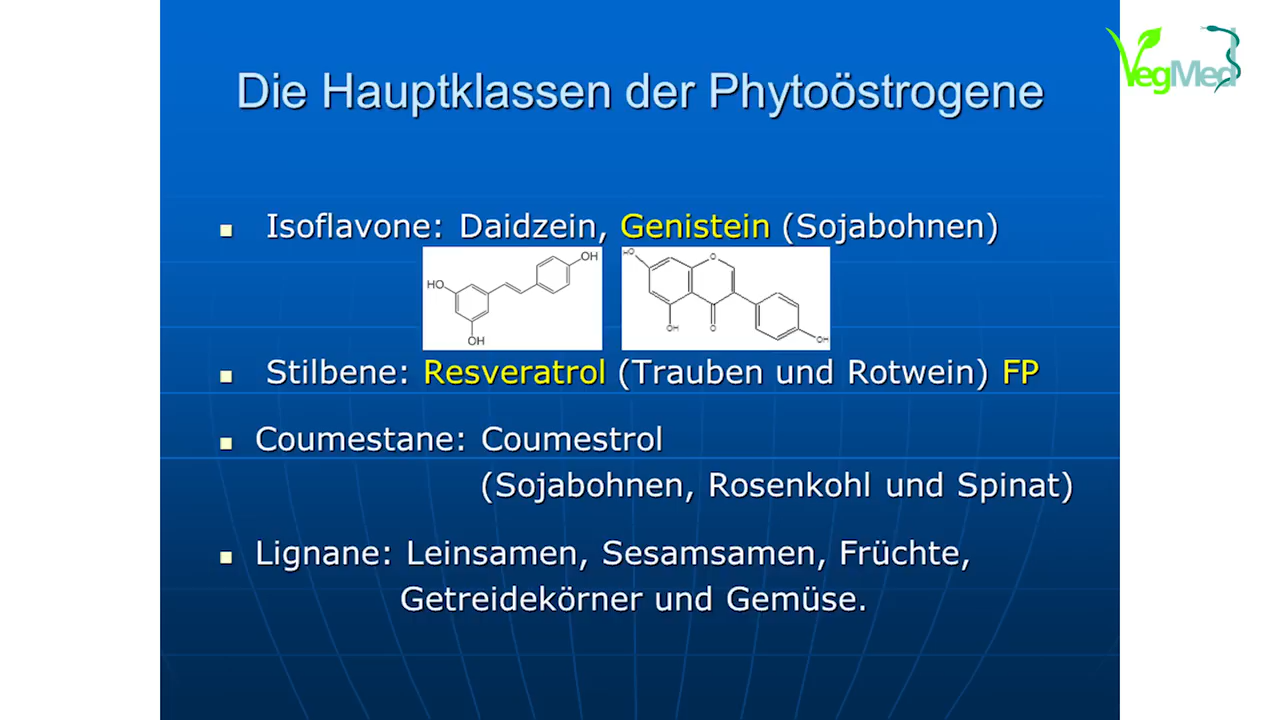 VegMed
Die Hauptklassen der Phytoöstrogene
Isoflavone: Daidzein, Genistein (Sojabohnen)
OH
HO
OH
HO
O
OH
O
OH
Stilbene: Resveratrol (Trauben und Rotwein) FP
Coumestane: Coumestrol
(Sojabohnen, Rosenkohl und Spinat)
Lignane: Leinsamen, Sesamsamen, Früchte,
Getreidekörner und Gemüse.